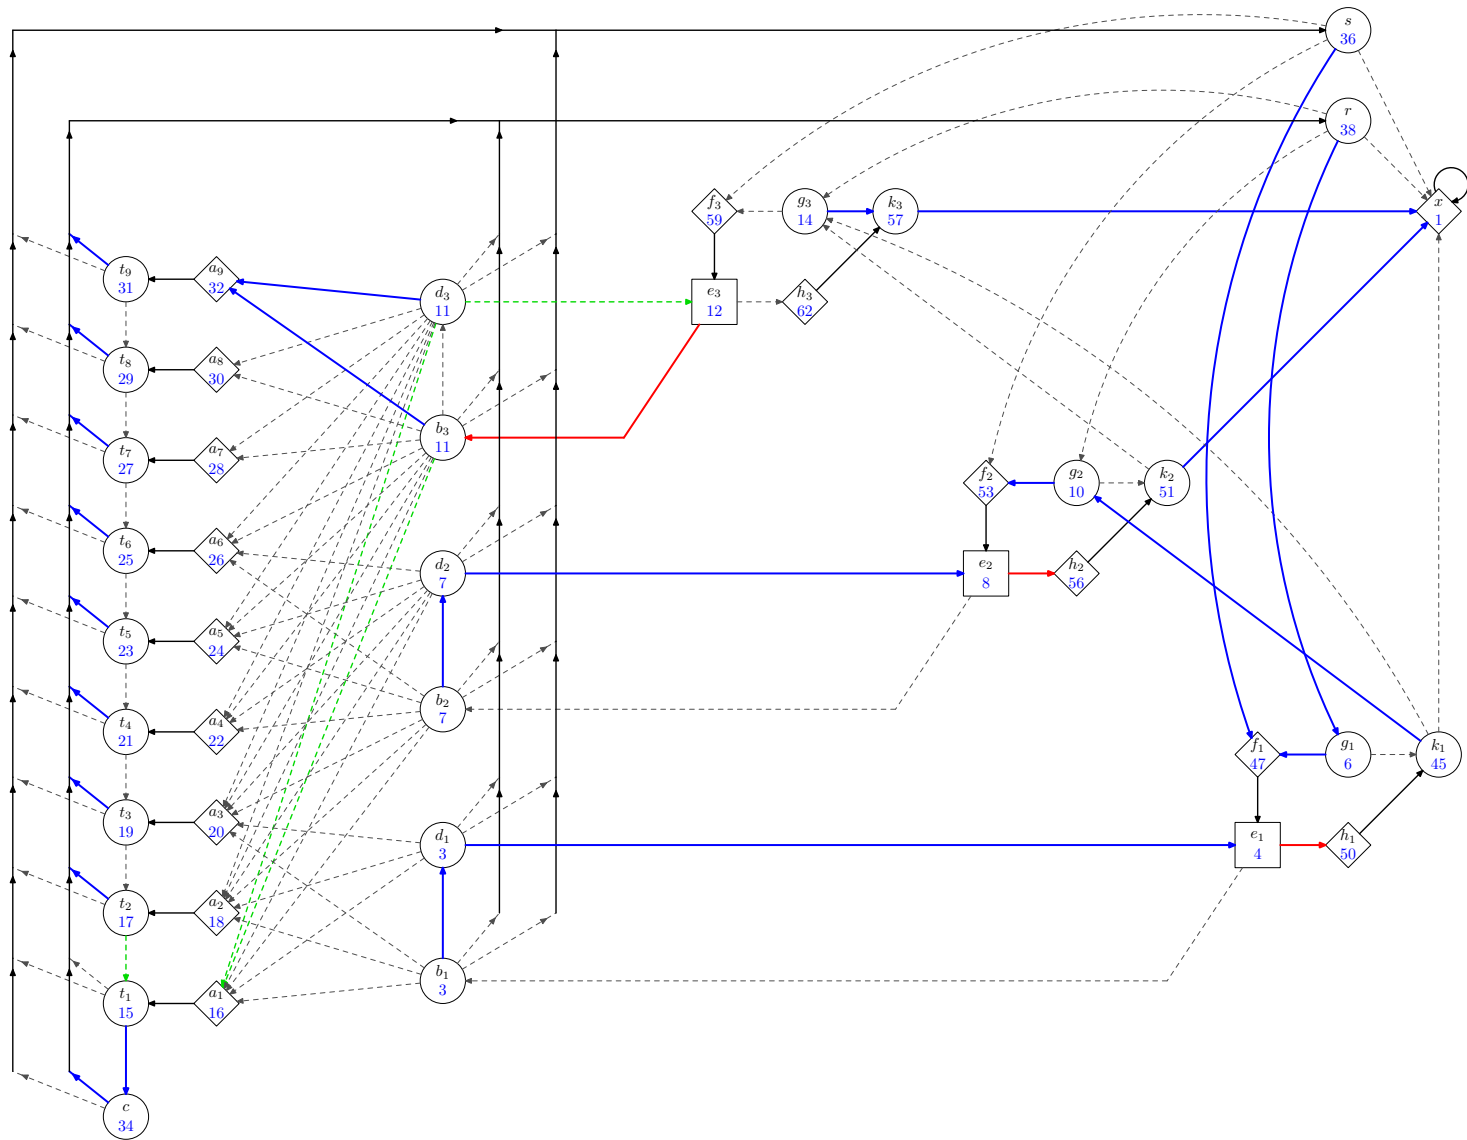 s
36
r
38
f₃
59
g₃
14
k₃
57
x
1
t₉
31
a₉
32
d₃
11
e₃
12
h₃
62
t₈
29
a₈
30
b₃
11
t₇
27
a₇
28
f₂
53
g₂
10
k₂
51
t₆
25
a₆
26
d₂
7
e₂
8
h₂
56
t₅
23
a₅
24
b₂
7
t₄
21
a₄
22
f₁
47
g₁
6
k₁
45
t₃
19
a₃
20
d₁
3
e₁
4
h₁
50
t₂
17
a₂
18
b₁
3
t₁
15
a₁
16
c
34